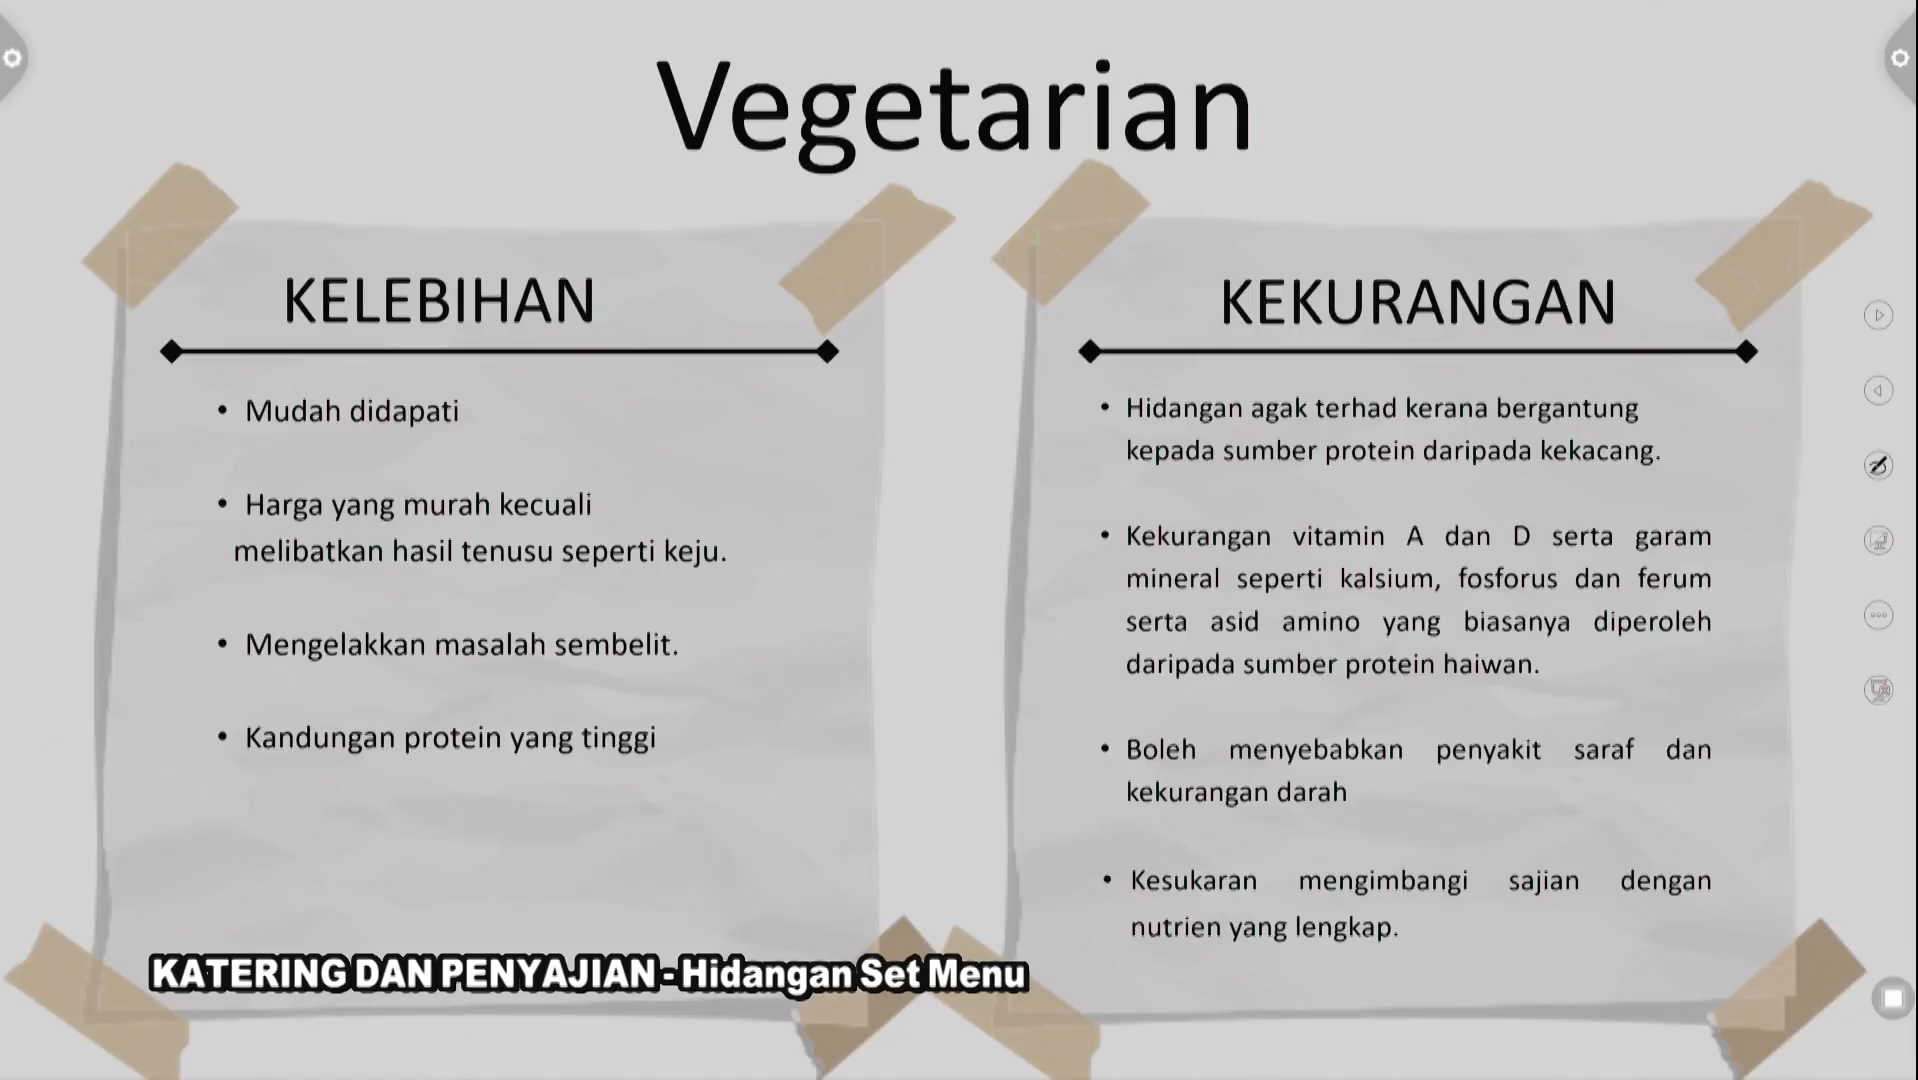 Vegetarian
KELEBIHAN
• Mudah didapati
• Harga yang murah kecuali
melibatkan hasil tenusu seperti keju.
• Mengelakkan masalah sembelit.
• Kandungan protein yang tinggi
KEKURANGAN
• Hidangan agak terhad kerana bergantung
kepada sumber protein daripada kekacang.
• Kekurangan vitamin A dan D serta garam
mineral seperti kalsium, fosforus dan ferum
serta asid amino yang biasanya diperoleh
daripada sumber protein haiwan.
• Boleh menyebabkan penyakit saraf dan
kekurangan darah
• Kesukaran mengimbangi sajian dengan
nutrien yang lengkap.
KATERING DAN PENYAJIAN - Hidangan Set Menu